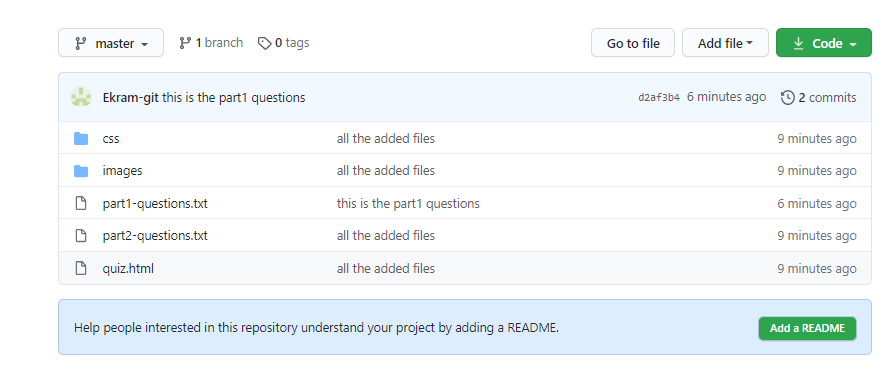 master 1 branch 0 tags Go to file Add file Code
Ekram-git this is the part1 questions d2af3b4 6 minutes ago 2 commits
css all the added files 9 minutes ago
images all the added files 9 minutes ago
part1-questions.txt this is the part1 questions 6 minutes ago
part2-questions.txt all the added files 9 minutes ago
quiz.html all the added files 9 minutes ago
Help people interested in this repository understand your project by adding a README. Add a README